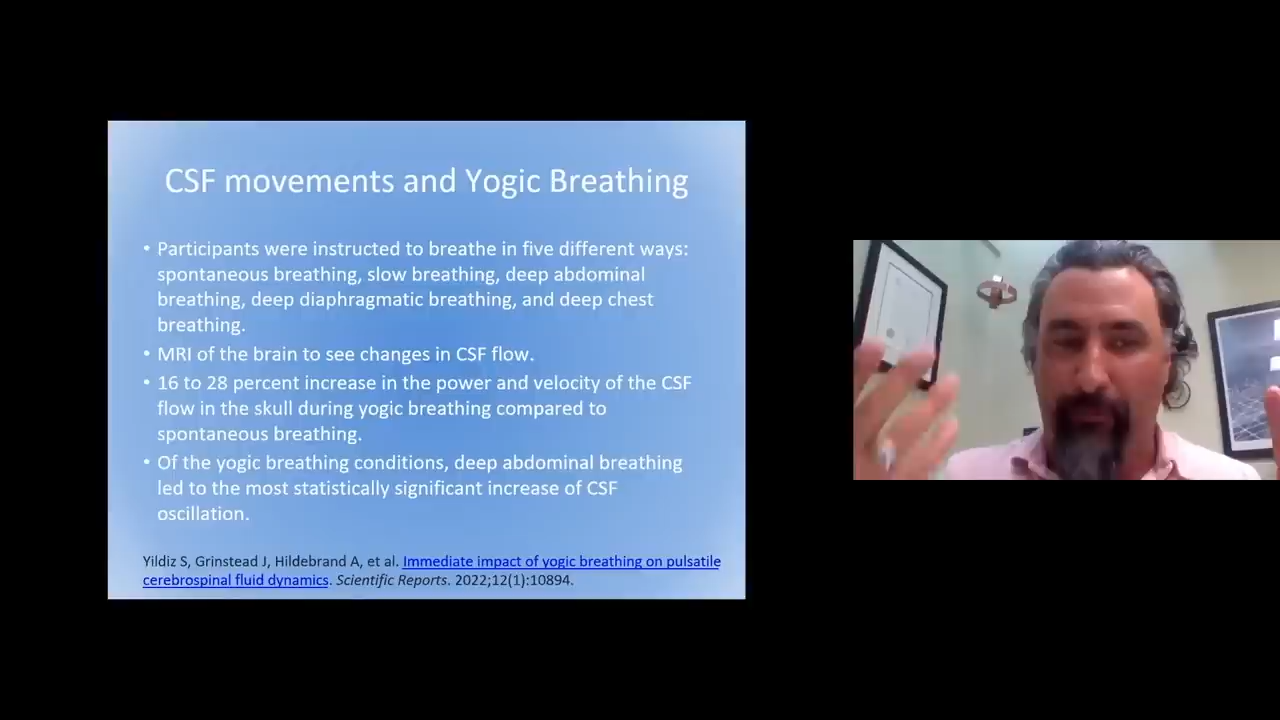 CSF movements and Yogic Breathing
• Participants were instructed to breathe in five different ways:
spontaneous breathing, slow breathing, deep abdominal
breathing, deep diaphragmatic breathing, and deep chest
breathing.
• MRI of the brain to see changes in CSF flow.
• 16 to 28 percent increase in the power and velocity of the CSF
flow in the skull during yogic breathing compared to
spontaneous breathing.
• Of the yogic breathing conditions, deep abdominal breathing
led to the most statistically significant increase of CSF
oscillation.
Yildiz S, Grinstead J, Hildebrand A, et al. Immediate impact of yogic breathing on pulsatile
cerebrospinal fluid dynamics. Scientific Reports. 2022;12(1):10894.